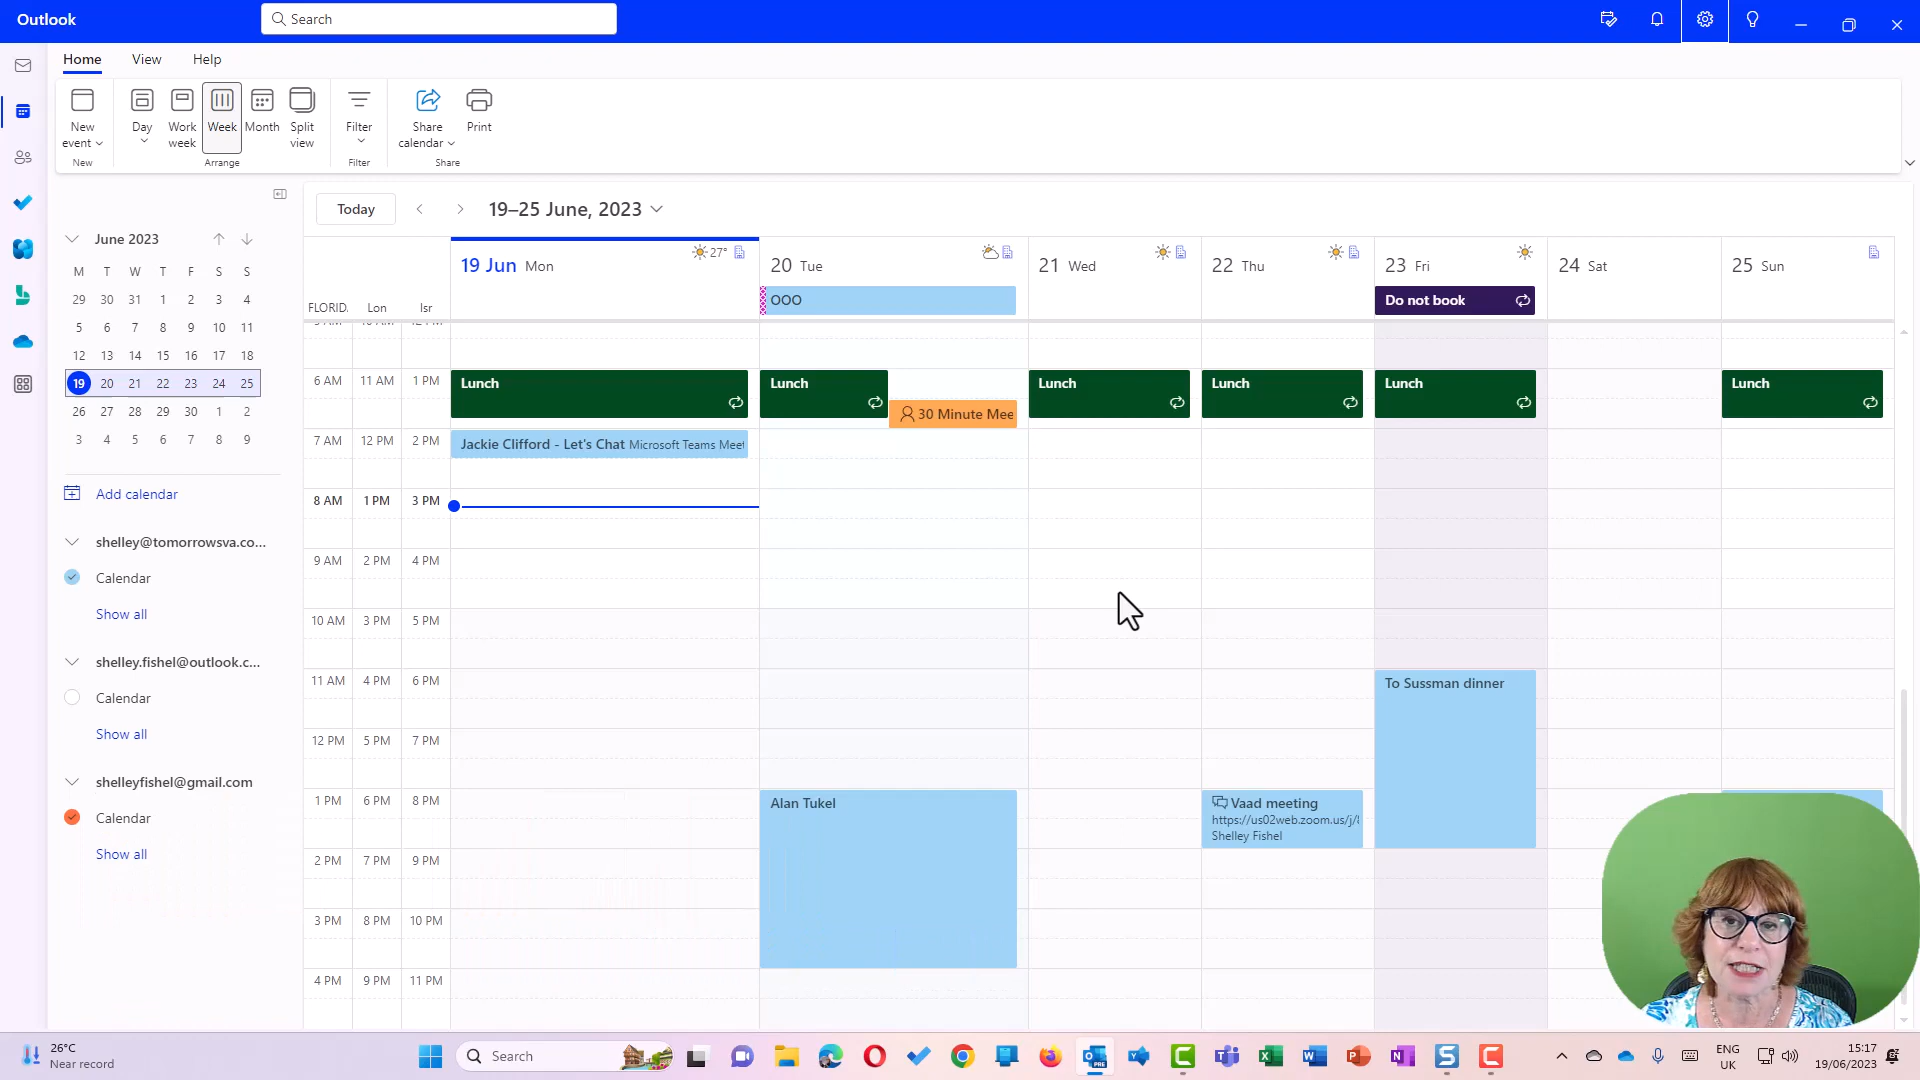 Outlook
Search
Home
View
Help
New
event
Day
Work
week
Week
Month
Split
view
Filter
Share
calendar
Print
New
Arrange
Filter
Share
Today
19–25 June, 2023
June 2023
M T W T F S S
29 30 31 1 2 3 4
5 6 7 8 9 10 11
12 13 14 15 16 17 18
19 20 21 22 23 24 25
26 27 28 29 30 1 2
3 4 5 6 7 8 9
Add calendar
shelley@tomorrowsva.co...
Calendar
Show all
shelley.fishel@outlook.c...
Calendar
Show all
shelleyfishel@gmail.com
Calendar
Show all
19 Jun Mon
27°
20 Tue
21 Wed
22 Thu
23 Fri
24 Sat
25 Sun
FLORID. Lon Isr
OOO
Do not book
6 AM 11 AM 1 PM
Lunch
Lunch
30 Minute Mee
Lunch
Lunch
Lunch
Lunch
7 AM 12 PM 2 PM
Jackie Clifford - Let's Chat Microsoft Teams Meet
8 AM 1 PM 3 PM
9 AM 2 PM 4 PM
10 AM 3 PM 5 PM
11 AM 4 PM 6 PM
To Sussman dinner
12 PM 5 PM 7 PM
1 PM 6 PM 8 PM
Alan Tukel
Vaad meeting
https://us02web.zoom.us/j/
Shelley Fishel
2 PM 7 PM 9 PM
3 PM 8 PM 10 PM
4 PM 9 PM 11 PM
26°C
Near record
Search
ENG
UK
15:17
19/06/2023